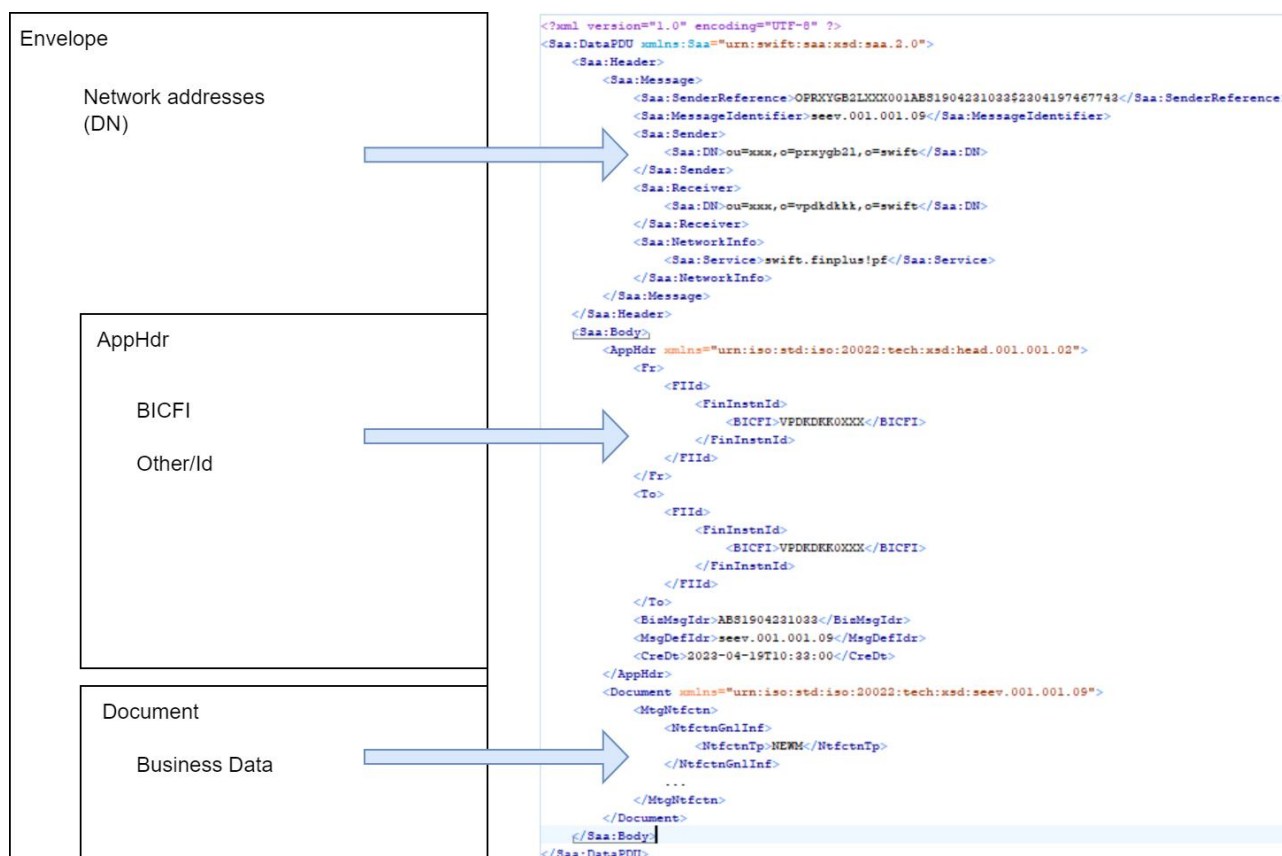 Envelope
Network addresses
(DN)
AppHdr
BICFI
Other/Id
Document
Business Data
<?xml version="1.0" encoding="UTF-8" ?>
<Saa:DataPDU xmlns:Saa="urn:swift:saa:xsd:saa.2.0">
<Saa:Header>
<Saa:Message>
<Saa:SenderReference>OPRXYGB2LXXX001ABS1904231033$2304197467743</Saa:SenderReference
<Saa:MessageIdentifier>seev.001.001.09</Saa:MessageIdentifier>
<Saa:Sender>
<Saa:DN>ou=xxx,o=prxygb2l,o=swift</Saa:DN>
</Saa:Sender>
<Saa:Receiver>
<Saa:DN>ou=xxx,o=vpdkdkkk,o=swift</Saa:DN>
</Saa:Receiver>
<Saa:NetworkInfo>
<Saa:Service>swift.finplus!pf</Saa:Service>
</Saa:NetworkInfo>
</Saa:Message>
</Saa:Header>
<Saa:Body>
<AppHdr xmlns="urn:iso:std:iso:20022:tech:xsd:head.001.001.02">
<Fr>
<FIId>
<FinInstnId>
<BICFI>VPDKDKK0XXX</BICFI>
</FinInstnId>
</FIId>
</Fr>
<To>
<FIId>
<FinInstnId>
<BICFI>VPDKDKK0XXX</BICFI>
</FinInstnId>
</FIId>
</To>
<BizMsgIdr>ABS1904231033</BizMsgIdr>
<MsgDefIdr>seev.001.001.09</MsgDefIdr>
<CreDt>2023-04-19T10:33:00</CreDt>
</AppHdr>
<Document xmlns="urn:iso:std:iso:20022:tech:xsd:seev.001.001.09">
<MtgNtfctn>
<NtfctnGnlInf>
<NtfctnTp>NEWM</NtfctnTp>
</NtfctnGnlInf>
...
</MtgNtfctn>
</Document>
</Saa:Body>
</Saa:DataPDU>